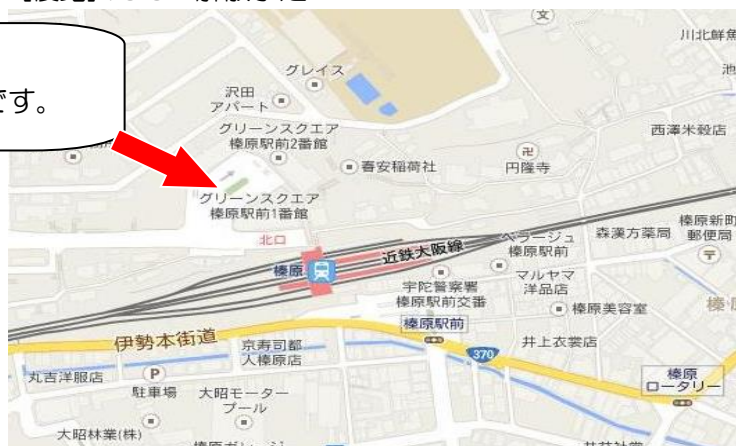 です。
文
川北鮮魚
グレイス
池
沢田
アパート
グリーンスクエア
榛原駅前2番館
西澤米穀店
春安稲荷社
卍
円隆寺
グリーンスクエア
榛原駅前1番館
北口
榛原
近鉄大阪線
ベラージュ
榛原駅前
森漢方薬局
榛原新町
郵便局
〒
宇陀警察署
榛原駅前交番
マルヤマ
洋品店
榛原美容室
榛原駅前
伊勢本街道
京寿司都
人榛原店
370
井上衣裳店
榛原
ロータリー
丸吉洋服店
P
駐車場
大昭モーター
プール
大昭林業(株)